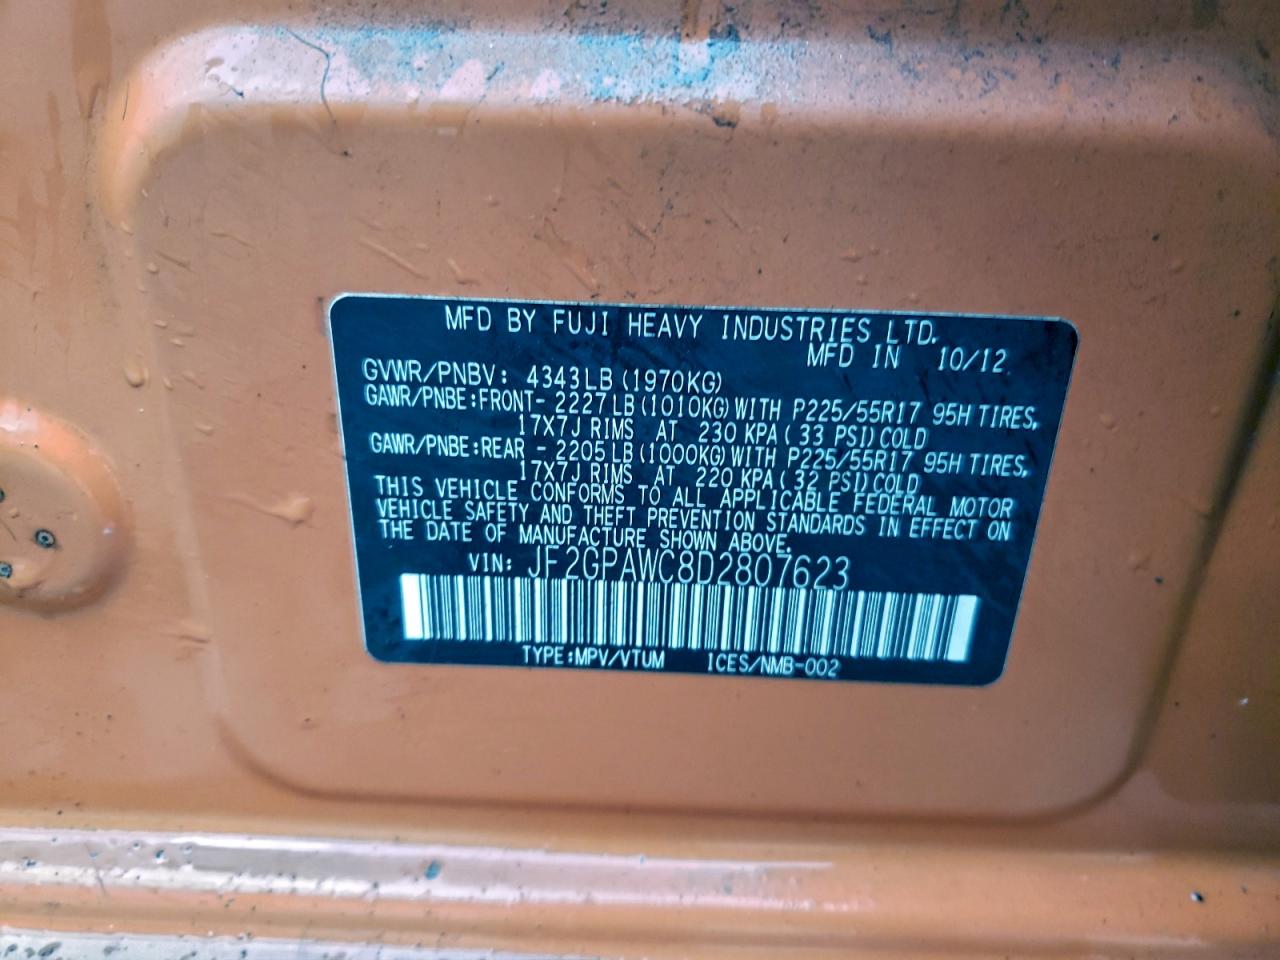 MFD BY FUJI HEAVY INDUSTRIES LTD.
MFD IN 10/12
GVWR/PNBV: 4343LB (1970KG)
GAWR/PNBE:FRONT- 2227LB (1010KG) WITH P225/55R17 95H TIRES,
17X7J RIMS AT 230 KPA (33 PSI) COLD
GAWR/PNBE:REAR - 2205LB (1000KG) WITH P225/55R17 95H TIRES,
17X7J RIMS AT 220 KPA (32 PSI) COLD
THIS VEHICLE CONFORMS TO ALL APPLICABLE FEDERAL MOTOR
VEHICLE SAFETY AND THEFT PREVENTION STANDARDS IN EFFECT ON
THE DATE OF MANUFACTURE SHOWN ABOVE.
VIN: JF2GPAWC8D2807623
TYPE:MPV/VTUM ICES/NMB-002